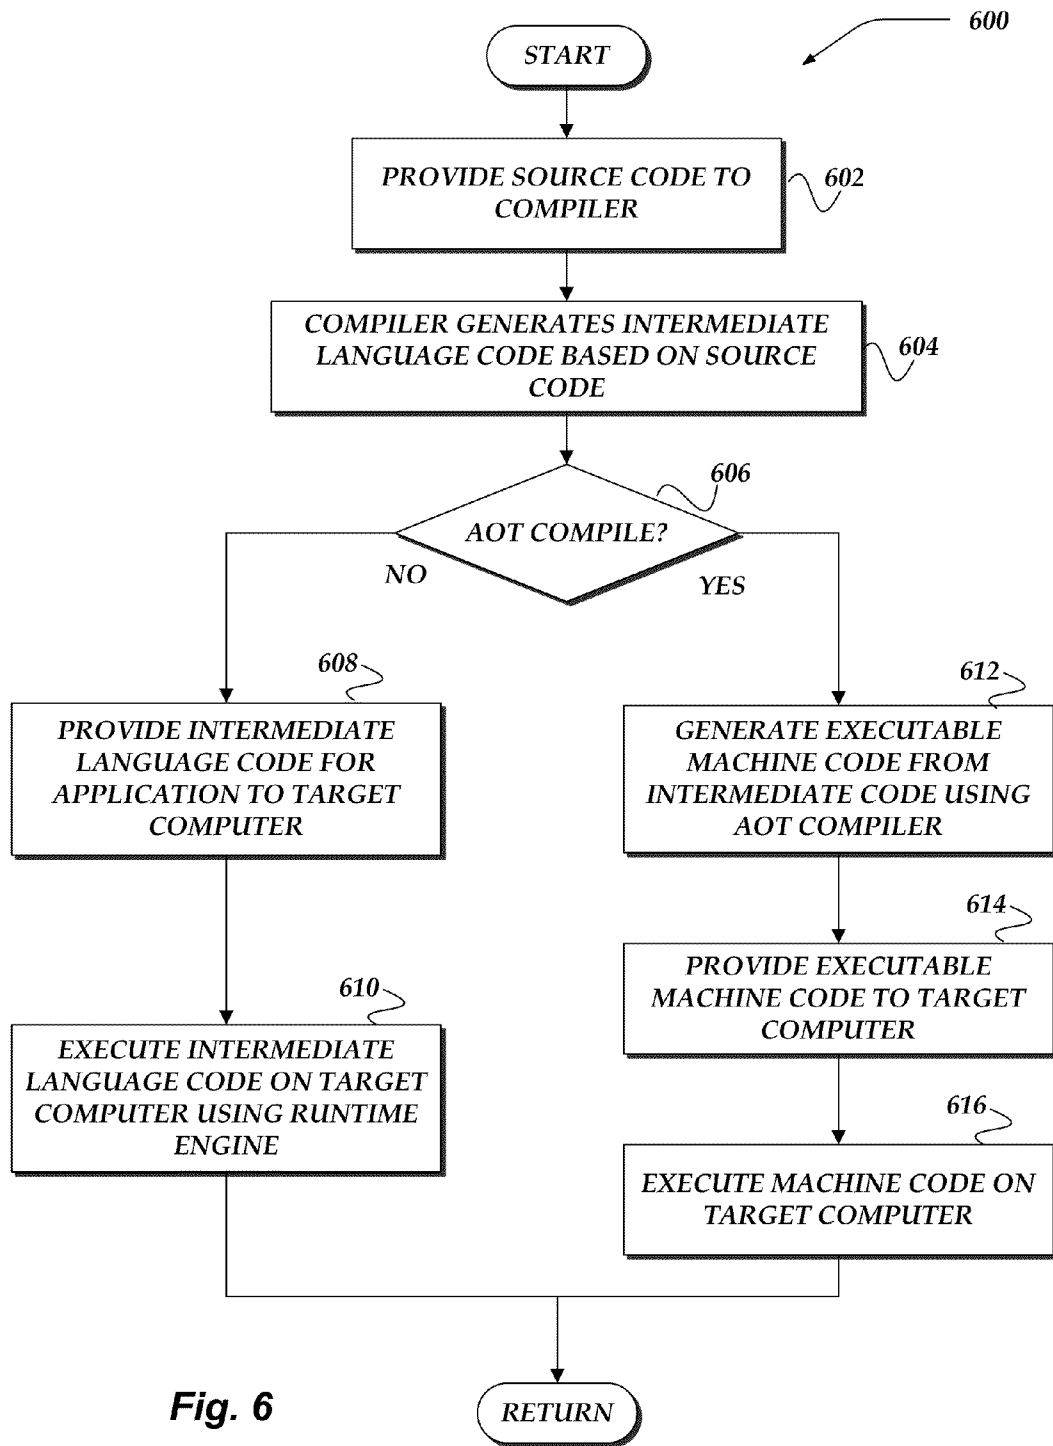 600
START
PROVIDE SOURCE CODE TO
COMPILER
602
COMPILER GENERATES INTERMEDIATE
LANGUAGE CODE BASED ON SOURCE
CODE
604
606
AOT COMPILE?
NO
YES
608
PROVIDE INTERMEDIATE
LANGUAGE CODE FOR
APPLICATION TO TARGET
COMPUTER
610
EXECUTE INTERMEDIATE
LANGUAGE CODE ON TARGET
COMPUTER USING RUNTIME
ENGINE
612
GENERATE EXECUTABLE
MACHINE CODE FROM
INTERMEDIATE CODE USING
AOT COMPILER
614
PROVIDE EXECUTABLE
MACHINE CODE TO TARGET
COMPUTER
616
EXECUTE MACHINE CODE ON
TARGET COMPUTER
RETURN
Fig. 6